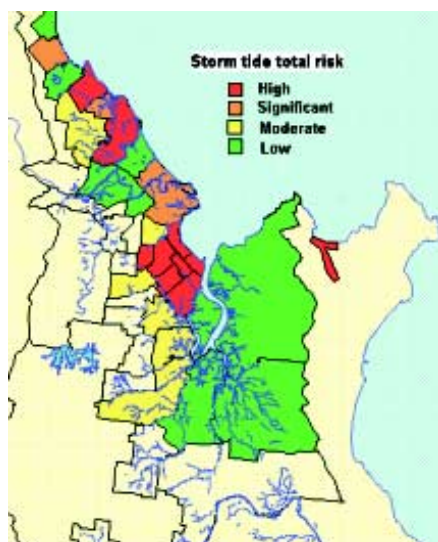 Storm tide total risk
High
Significant
Moderate
Low